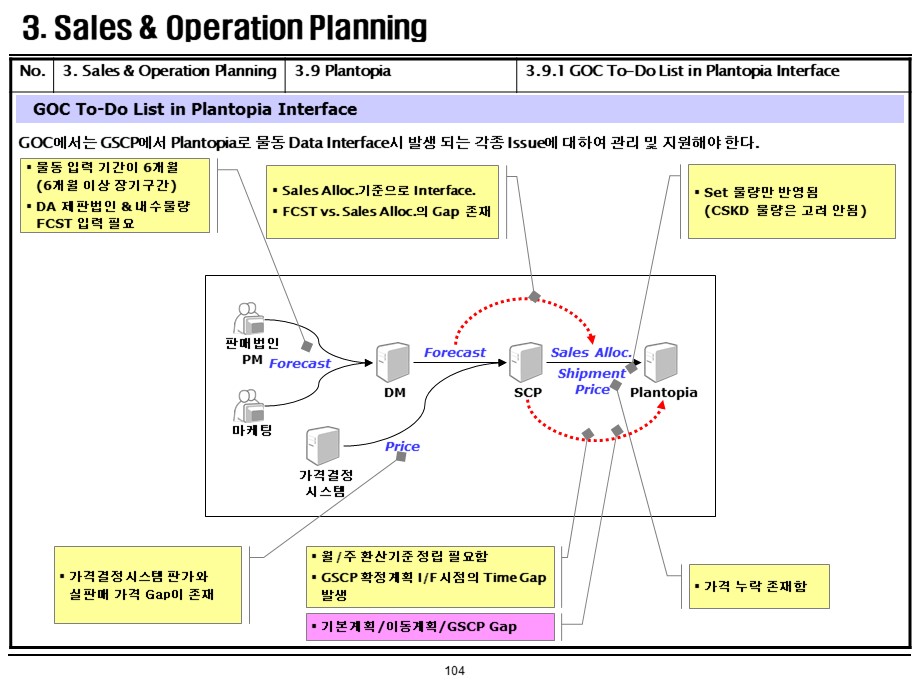 3. Sales & Operation Planning
No. 3. Sales & Operation Planning 3.9 Plantopia 3.9.1 GOC To-Do List in Plantopia Interface
GOC To-Do List in Plantopia Interface
GOC에서는 GSCP에서 Plantopia로 물동 Data Interface시 발생 되는 각종 Issue에 대하여 관리 및 지원해야 한다.
▪ 물동 입력 기간이 6개월
(6개월 이상 장기구간)
▪ DA 제판법인 & 내수물량
FCST 입력 필요
▪ Sales Alloc.기준으로 Interface.
▪ FCST vs. Sales Alloc.의 Gap 존재
▪ Set 물량만 반영됨
(CSKD 물량은 고려 안됨)
판매법인
PM
Forecast
마케팅
DM
Forecast
SCP
Sales Alloc.
Shipment
Price
Plantopia
Price
가격결정
시스템
▪ 가격결정시스템 판가와
실판매 가격 Gap이 존재
▪ 월/주 환산기준 정립 필요함
▪ GSCP 확정계획 I/F 시점의 Time Gap
발생
▪ 기본계획/이동계획/GSCP Gap
▪ 가격 누락 존재함
104